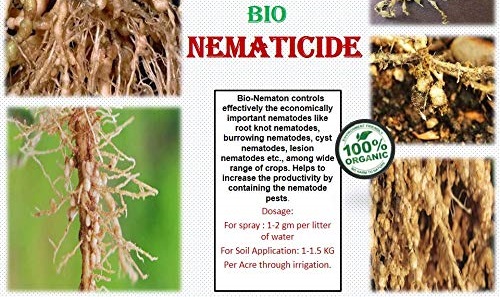 BIO
NEMATICIDE
Bio-Nematon controls
effectively the economically
important nematodes like
root knot nematodes,
burrowing nematodes, cyst
nematodes, lesion
nematodes etc., among wide
range of crops. Helps to
increase the productivity by
containing the nematode
pests.
Dosage:
For spray : 1-2 gm per litter
of water
For Soil Application: 1-1.5 KG
Per Acre through irrigation.
100%
ORGANIC